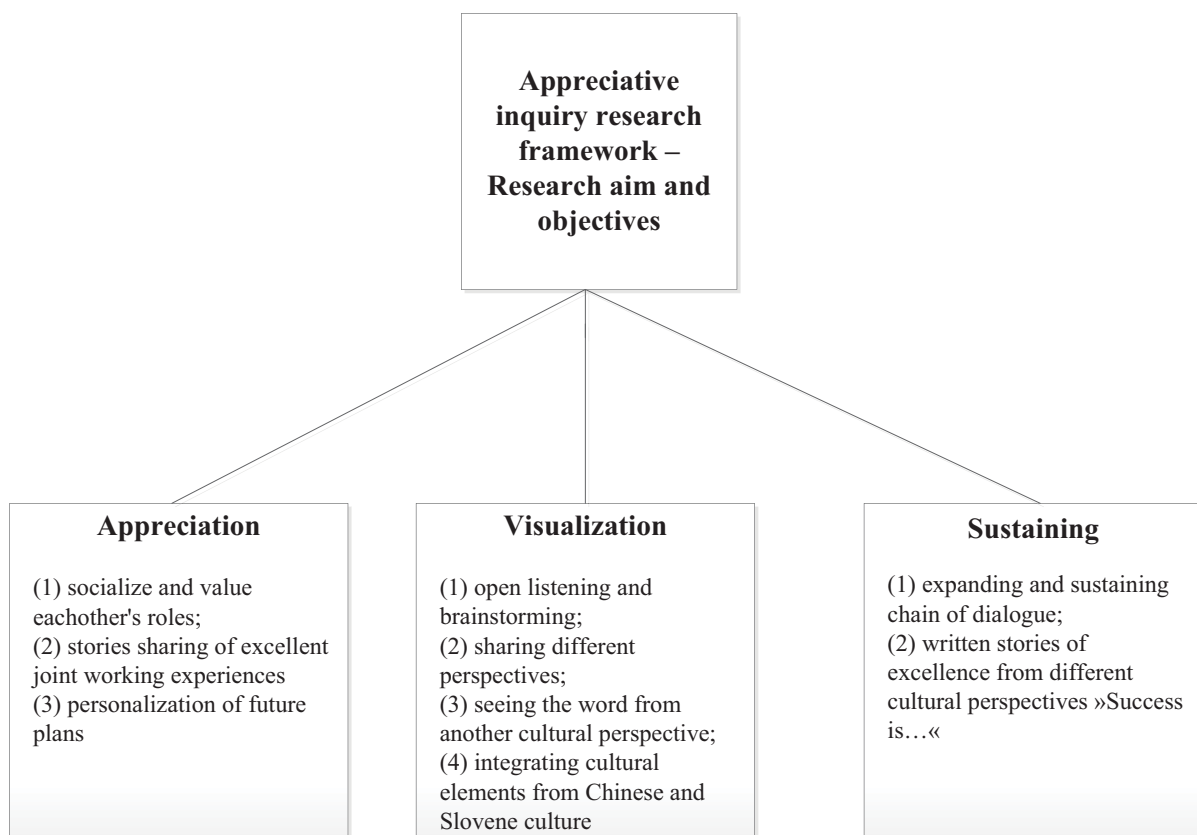 Appreciative
inquiry research
framework –
Research aim and
objectives
Appreciation
(1) socialize and value
eachother's roles;
(2) stories sharing of excellent
joint working experiences
(3) personalization of future
plans
Visualization
(1) open listening and
brainstorming;
(2) sharing different
perspectives;
(3) seeing the word from
another cultural perspective;
(4) integrating cultural
elements from Chinese and
Slovene culture
Sustaining
(1) expanding and sustaining
chain of dialogue;
(2) written stories of
excellence from different
cultural perspectives »Success
is…«